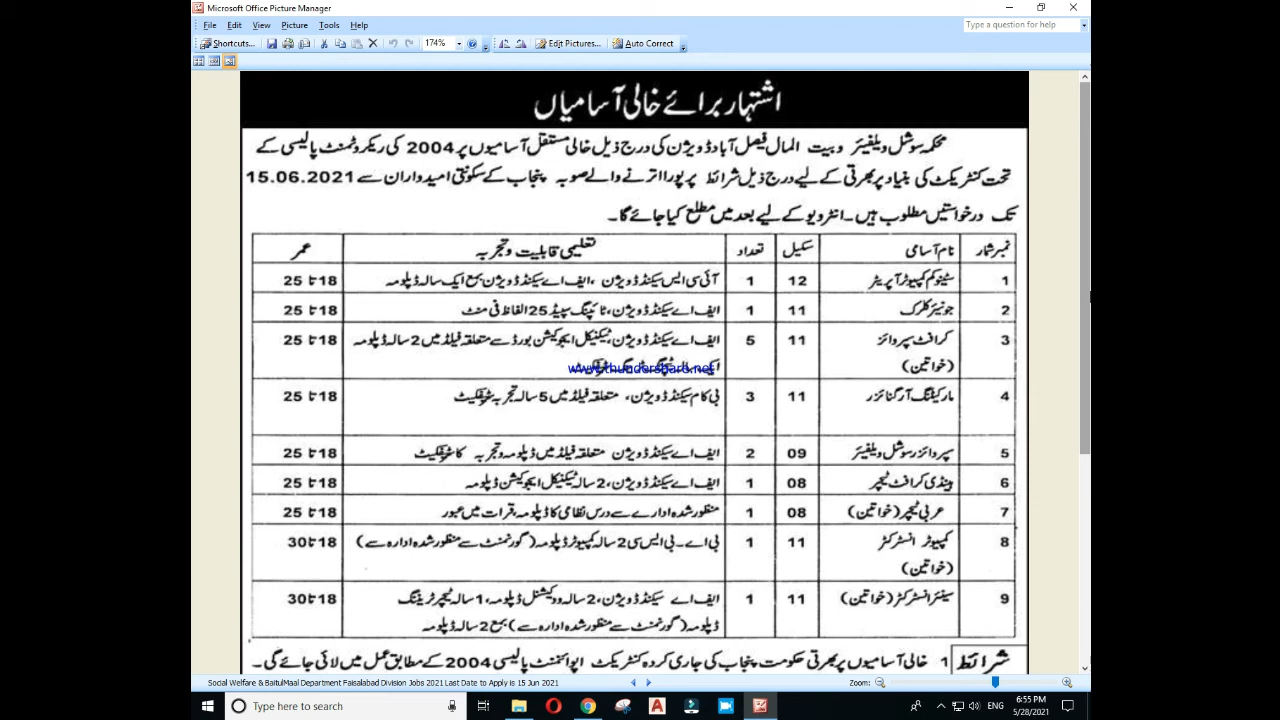 Microsoft Office Picture Manager
File Edit View Picture Tools Help
Type a question for help
Shortcuts... 174% Edit Pictures... Auto Correct
اشتہار برائے خالی آسامیاں
محکمہ سوشل ویلفیئر و بیت المال فیصل آباد ڈویژن کی درج ذیل خالی مستقل آسامیوں پر 2004 کی ریکروٹمنٹ پالیسی کے
تحت کنٹریکٹ کی بنیاد پر بھرتی کے لیے درج ذیل شرائط پر پورا اترنے والے صوبہ پنجاب کے سکونتی امیدواران سے 15.06.2021
تک درخواستیں مطلوب ہیں۔ انٹرویو کے لیے بعد میں مطلع کیا جائے گا۔
نمبر شمار نام آسامی سکیل تعداد تعلیمی قابلیت و تجربہ عمر
1 سٹینو کم کمپیوٹر آپریٹر 12 1 آئی سی ایس سیکنڈ ڈویژن ، ایف اے سیکنڈ ڈویژن بمع ایک سالہ ڈپلومہ 18 تا 25
2 جونیئر کلرک 11 1 ایف اے سیکنڈ ڈویژن، ٹائپنگ سپیڈ 25 الفاظ فی منٹ 18 تا 25
3 کرافٹ سپروائزر 11 5 ایف اے سیکنڈ ڈویژن، ٹیکنیکل ایجوکیشن بورڈ سے متعلقہ فیلڈ میں 2 سالہ ڈپلومہ 18 تا 25
(خواتین)
www.thundershare.net
4 مارکیٹنگ آرگنائزر 11 3 بی کام سیکنڈ ڈویژن، متعلقہ فیلڈ میں 5 سالہ تجربہ سرٹیفکیٹ 18 تا 25
5 سپروائزر سوشل ویلفیئر 09 2 ایف اے سیکنڈ ڈویژن متعلقہ فیلڈ میں ڈپلومہ و تجربہ کا سرٹیفکیٹ 18 تا 25
6 ہینڈی کرافٹ ٹیچر 08 1 ایف اے سیکنڈ ڈویژن، 2 سالہ ٹیکنیکل ایجوکیشن ڈپلومہ 18 تا 25
7 عربی ٹیچر (خواتین) 08 1 منظور شدہ ادارے سے درس نظامی کا ڈپلومہ، قرات میں عبور 18 تا 25
8 کمپیوٹر انسٹرکٹر 11 1 بی اے۔ بی ایس سی 2 سالہ کمپیوٹر ڈپلومہ (گورنمنٹ سے منظور شدہ ادارہ سے) 18 تا 30
(خواتین)
9 سینئر انسٹرکٹر (خواتین) 11 1 ایف اے سیکنڈ ڈویژن، 2 سالہ ووکیشنل ڈپلومہ، 1 سالہ ٹیچر ٹریننگ 18 تا 30
ڈپلومہ (گورنمنٹ سے منظور شدہ ادارہ سے) بمع 2 سالہ ڈپلومہ
شرائط 1 خالی آسامیوں پر بھرتی حکومت پنجاب کی جاری کردہ کنٹریکٹ اپوائنمنٹ پالیسی 2004 کے مطابق عمل میں لائی جائے گی۔
Social Welfare & BaitulMaal Department Faisalabad Division Jobs 2021 Last Date to Apply is 15 Jun 2021 Zoom:
Type here to search
ENG 6:55 PM
5/28/2021